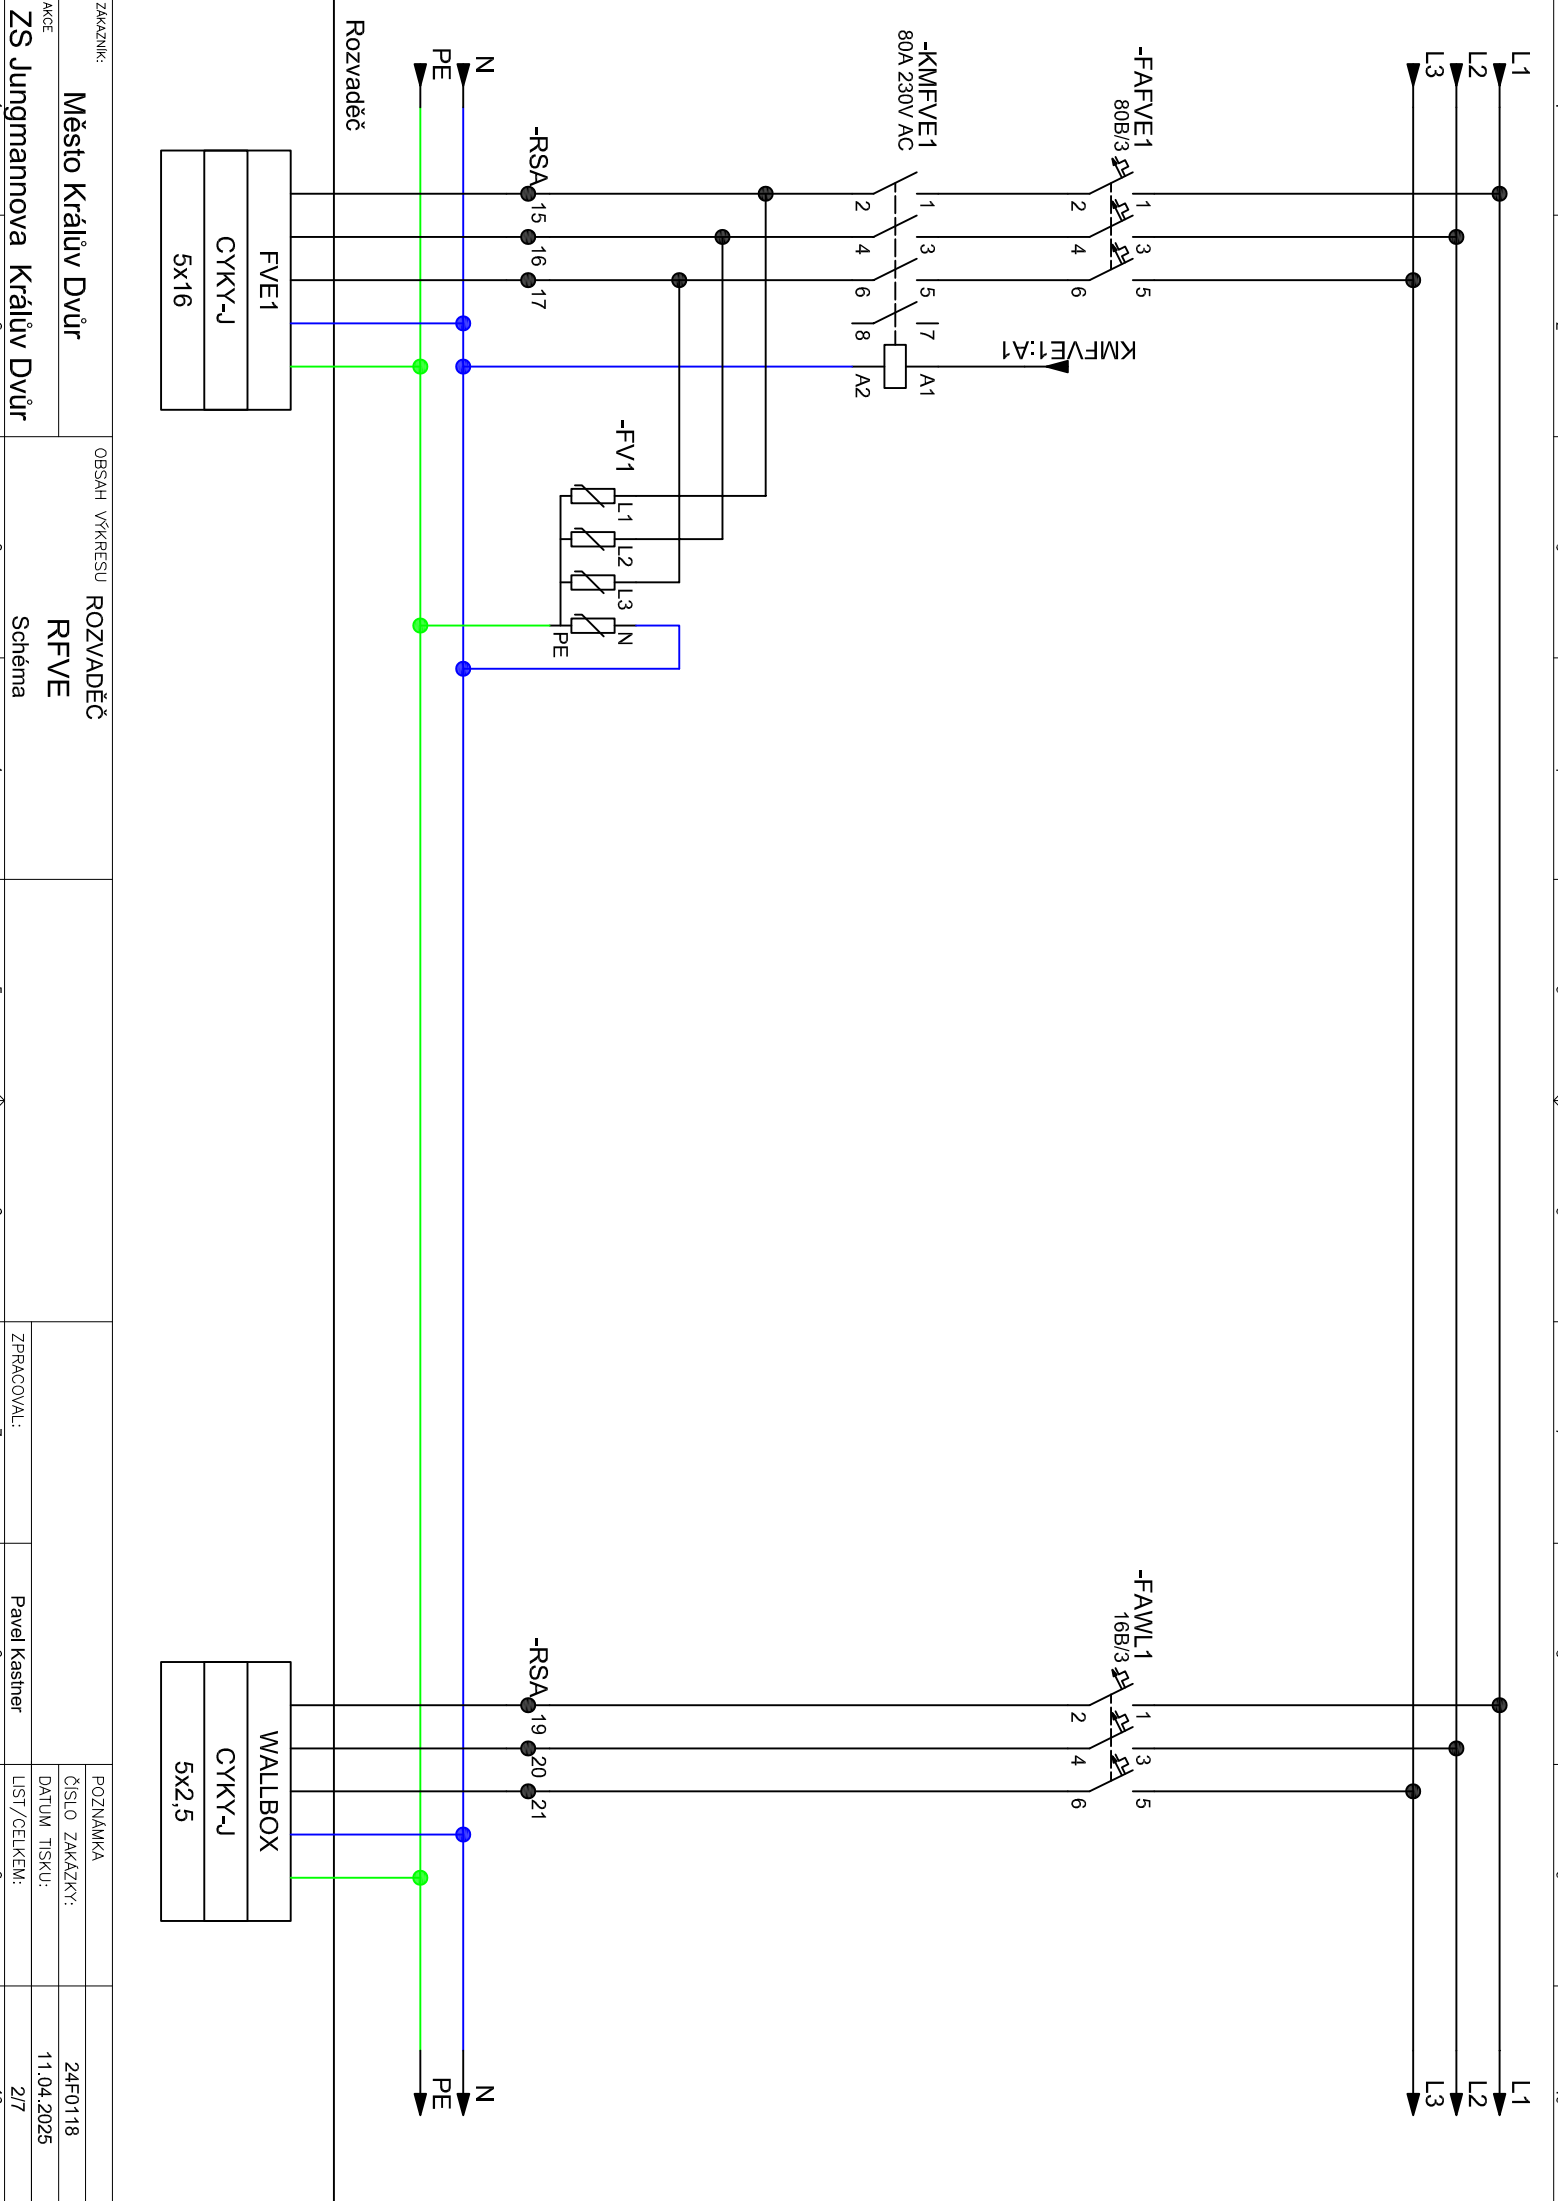 L1
L2
L3
L1
L2
L3
-FAFVE1
80B/3
1
3
5
2
4
6
-FAWL1
16B/3
1
3
5
2
4
6
KMFVE1:A1
-KMFVE1
80A 230V AC
1
3
5
7
A1
2
4
6
8
A2
-FV1
L1
L2
L3
N
PE
-RSA
15
16
17
-RSA
19
20
21
N
PE
N
PE
Rozvaděč
FVE1
CYKY-J
5x16
WALLBOX
CYKY-J
5x2,5
ZÁKAZNÍK:
Město Králův Dvůr
AKCE
ZS Jungmannova Králův Dvůr
OBSAH VÝKRESU
ROZVADĚČ
RFVE
Schéma
ZPRACOVAL:
Pavel Kastner
POZNÁMKA
ČÍSLO ZAKÁZKY:
24F0118
DATUM TISKU:
11.04.2025
LIST/CELKEM:
2/7